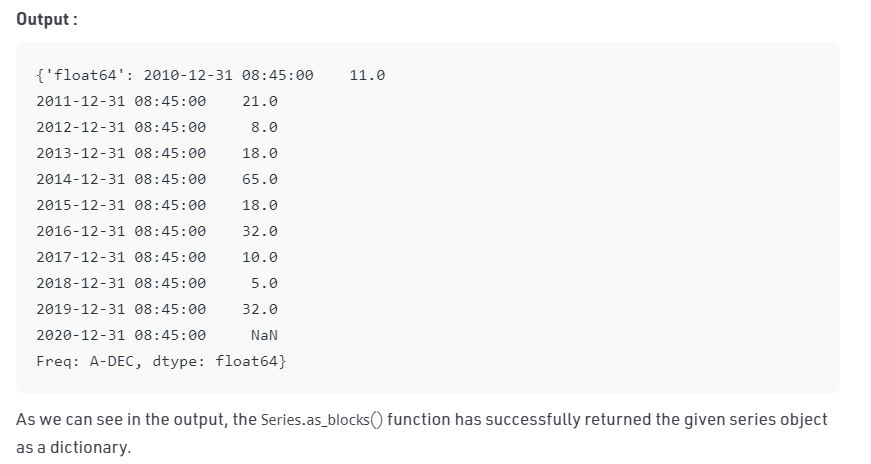 Output :
{'float64': 2010-12-31 08:45:00    11.0
2011-12-31 08:45:00    21.0
2012-12-31 08:45:00     8.0
2013-12-31 08:45:00    18.0
2014-12-31 08:45:00    65.0
2015-12-31 08:45:00    18.0
2016-12-31 08:45:00    32.0
2017-12-31 08:45:00    10.0
2018-12-31 08:45:00     5.0
2019-12-31 08:45:00    32.0
2020-12-31 08:45:00     NaN
Freq: A-DEC, dtype: float64}
As we can see in the output, the Series.as_blocks() function has successfully returned the given series object
as a dictionary.